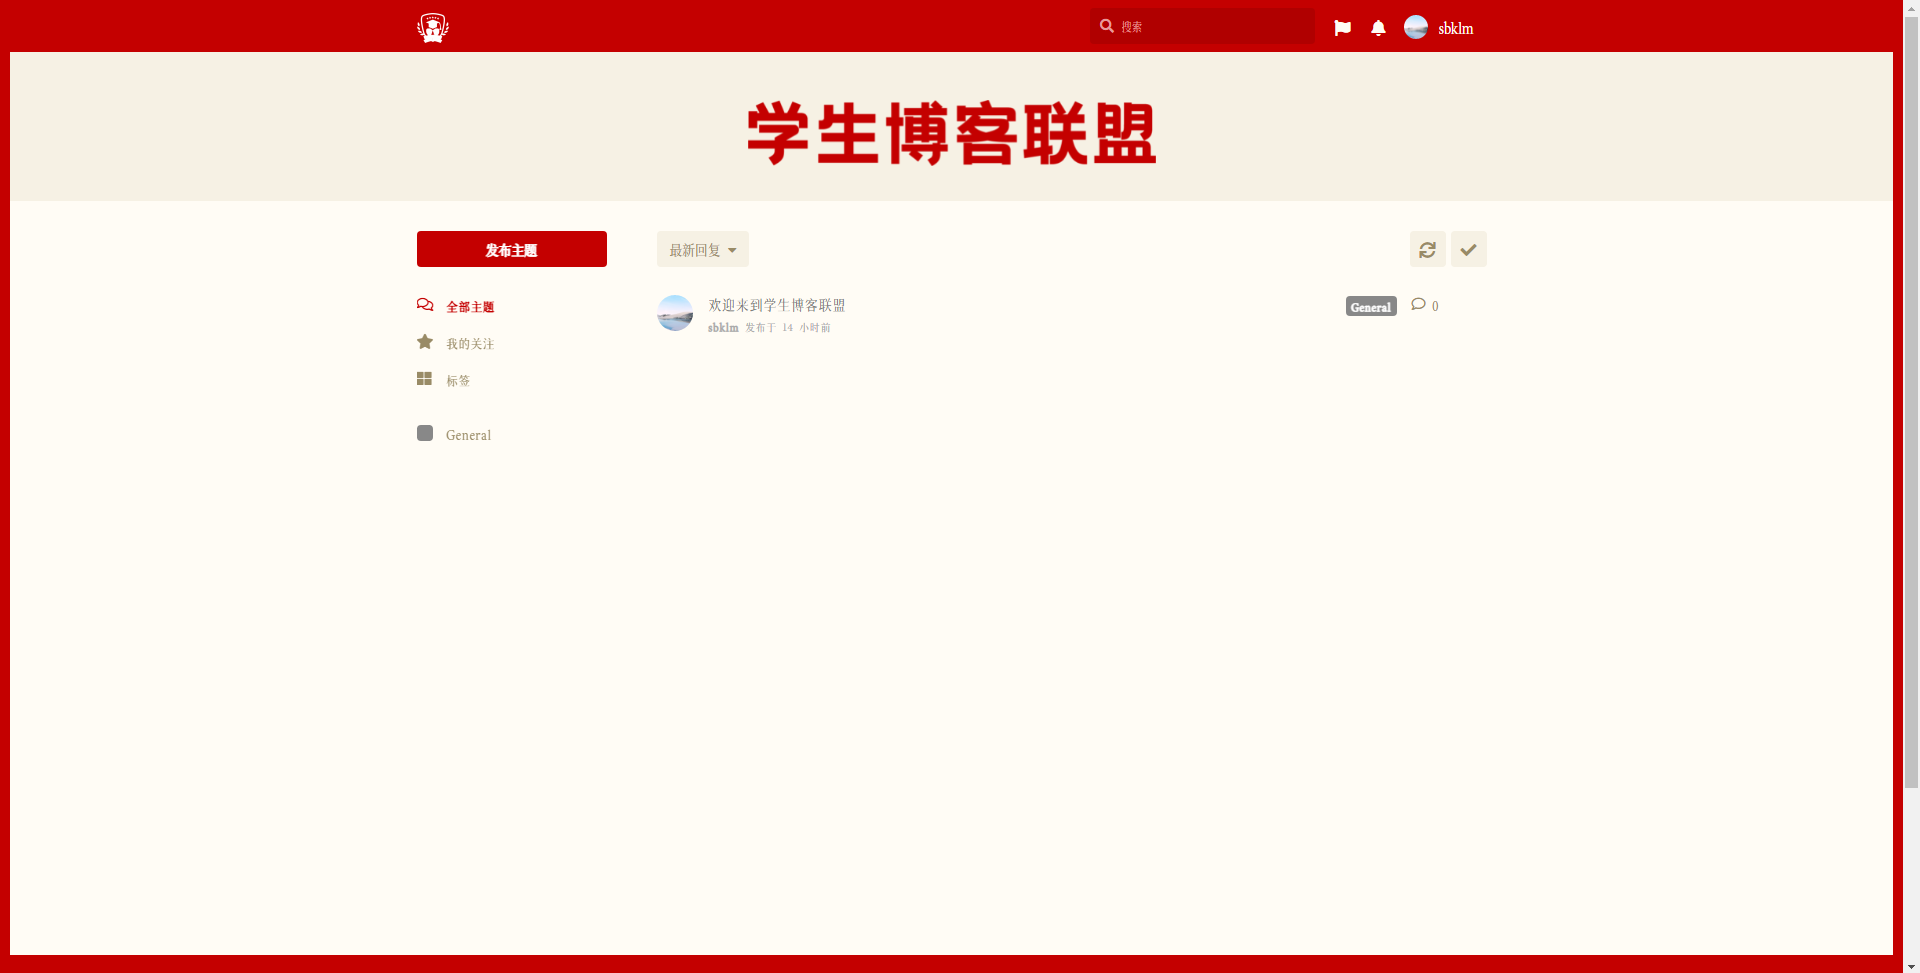 搜索
sbklm
学生博客联盟
发布主题
最新回复
全部主题
我的关注
标签
General
欢迎来到学生博客联盟
sbklm 发布于 14 小时前
General 0